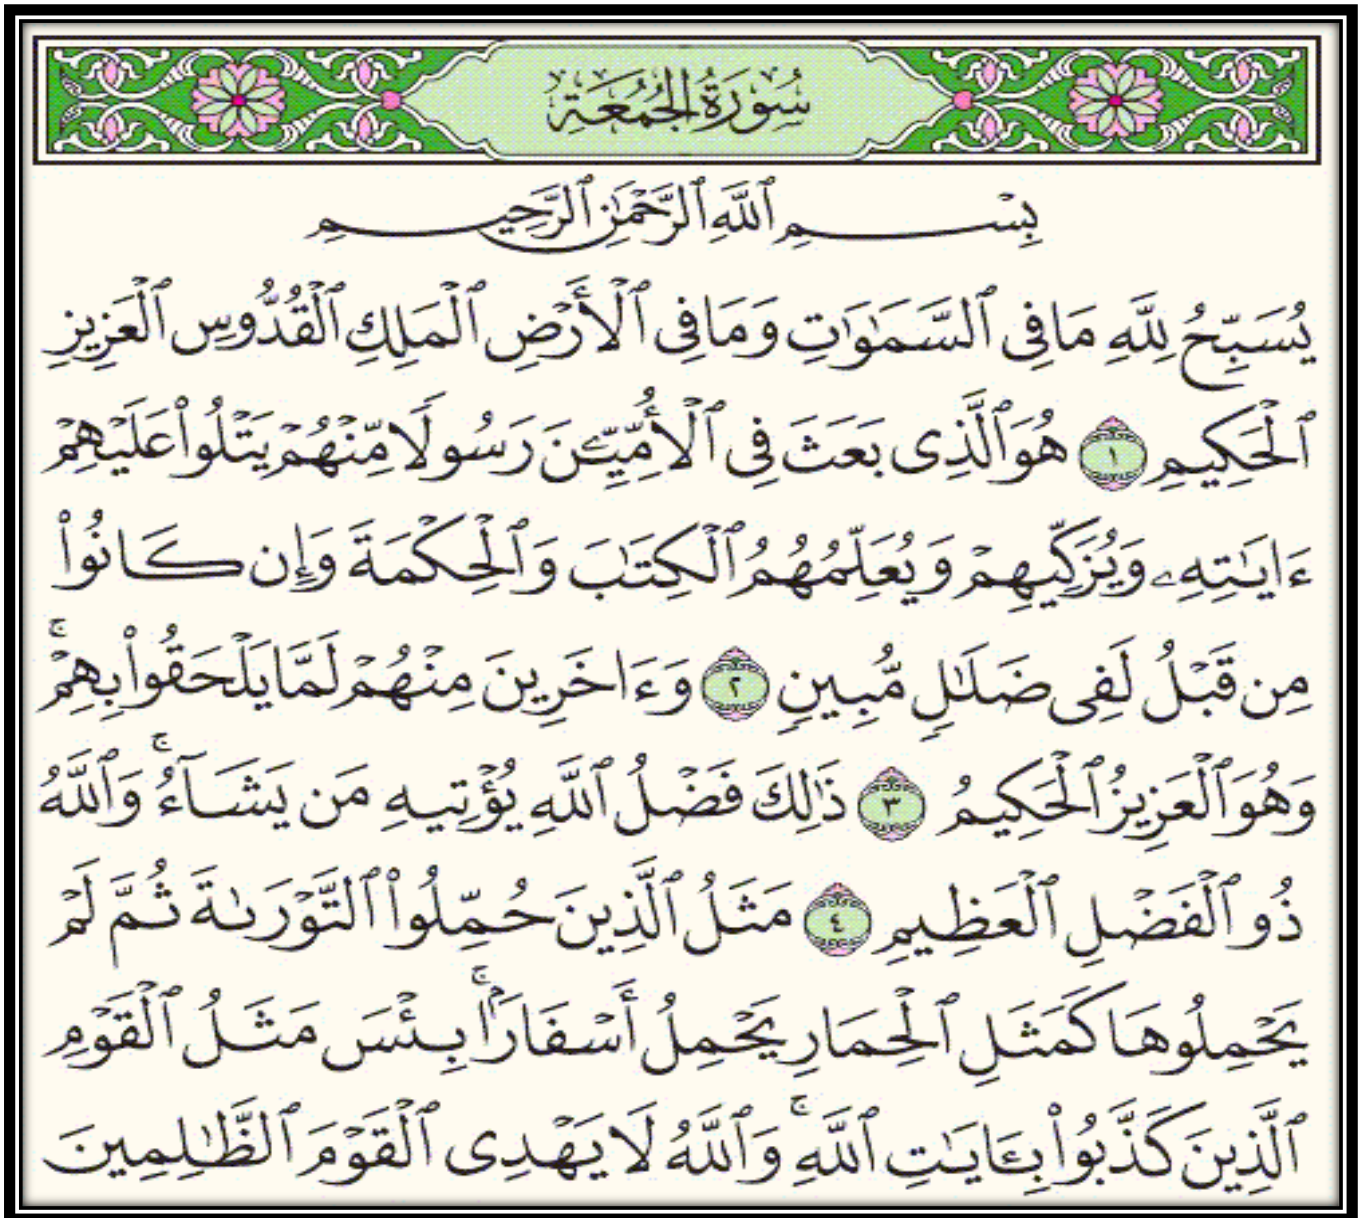 سُورَةُ الجُمُعَةِ
بِسْمِ ٱللَّهِ ٱلرَّحْمَٰنِ ٱلرَّحِيمِ
يُسَبِّحُ لِلَّهِ مَا فِى ٱلسَّمَٰوَٰتِ وَمَا فِى ٱلْأَرْضِ ٱلْمَلِكِ ٱلْقُدُّوسِ ٱلْعَزِيزِ
ٱلْحَكِيمِ ١ هُوَ ٱلَّذِى بَعَثَ فِى ٱلْأُمِّيِّـۧنَ رَسُولًا مِّنْهُمْ يَتْلُوا۟ عَلَيْهِمْ
ءَايَٰتِهِۦ وَيُزَكِّيهِمْ وَيُعَلِّمُهُمُ ٱلْكِتَٰبَ وَٱلْحِكْمَةَ وَإِن كَانُوا۟
مِن قَبْلُ لَفِى ضَلَٰلٍ مُّبِينٍ ٢ وَءَاخَرِينَ مِنْهُمْ لَمَّا يَلْحَقُوا۟ بِهِمْ ۚ
وَهُوَ ٱلْعَزِيزُ ٱلْحَكِيمُ ٣ ذَٰلِكَ فَضْلُ ٱللَّهِ يُؤْتِيهِ مَن يَشَآءُ ۚ وَٱللَّهُ
ذُو ٱلْفَضْلِ ٱلْعَظِيمِ ٤ مَثَلُ ٱلَّذِينَ حُمِّلُوا۟ ٱلتَّوْرَىٰةَ ثُمَّ لَمْ
يَحْمِلُوهَا كَمَثَلِ ٱلْحِمَارِ يَحْمِلُ أَسْفَارًۢا ۚ بِئْسَ مَثَلُ ٱلْقَوْمِ
ٱلَّذِينَ كَذَّبُوا۟ بِـَٔايَٰتِ ٱللَّهِ ۚ وَٱللَّهُ لَا يَهْدِى ٱلْقَوْمَ ٱلظَّٰلِمِينَ